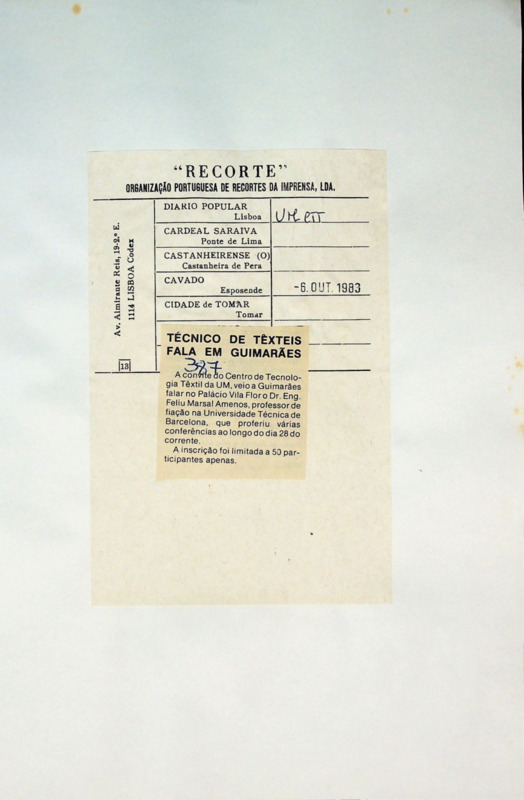 "RECORTE"
ORGANIZAÇÃO PORTUGUESA DE RECORTES DA IMPRENSA, LDA.
Av. Almirante Reis, 19-2.º E.
1114 LISBOA Codex
13
DIARIO POPULAR
Lisboa
CARDEAL SARAIVA
Ponte de Lima
CASTANHEIRENSE (O)
Castanheira de Pera
CAVADO
Esposende
-6. OUT. 1983
CIDADE de TOMAR
Tomar
TÉCNICO DE TÊXTEIS
FALA EM GUIMARÃES
387
A convite do Centro de Tecnolo-
gia Têxtil da UM, veio a Guimarães
falar no Palácio Vila Flor o Dr. Eng.
Feliu Marsal Amenos, professor de
fiação na Universidade Técnica de
Barcelona, que proferiu várias
conferências ao longo do dia 28 do
corrente.
A inscrição foi limitada a 50 par-
ticipantes apenas.